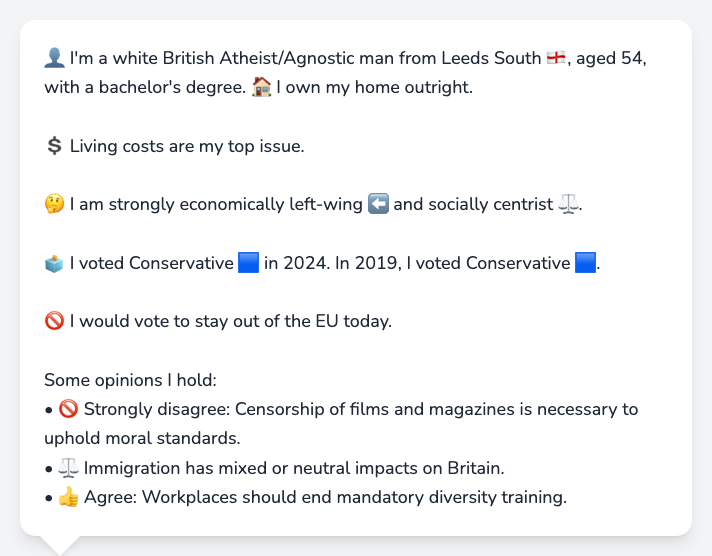 👤 I'm a white British Atheist/Agnostic man from Leeds South 🏴󠁧󠁢󠁥󠁮󠁧󠁿, aged 54,
with a bachelor's degree. 🏠 I own my home outright.
💲 Living costs are my top issue.
🤔 I am strongly economically left-wing ⬅️ and socially centrist ⚖️.
🗳️ I voted Conservative 🟦 in 2024. In 2019, I voted Conservative 🟦.
🚫 I would vote to stay out of the EU today.
Some opinions I hold:
• 🚫 Strongly disagree: Censorship of films and magazines is necessary to
uphold moral standards.
• ⚖️ Immigration has mixed or neutral impacts on Britain.
• 👍 Agree: Workplaces should end mandatory diversity training.